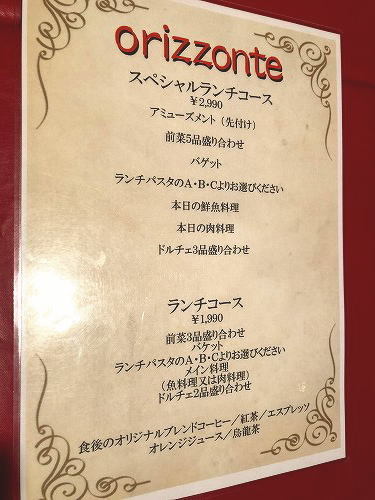 orizzonte
スペシャルランチコース
￥2,990
アミューズメント（先付け）
前菜5品盛り合わせ
バゲット
ランチパスタのA・B・Cよりお選びください
本日の鮮魚料理
本日の肉料理
ドルチェ3品盛り合わせ
ランチコース
￥1,990
前菜3品盛り合わせ
バケット
ランチパスタのA・B・Cよりお選びください
メイン料理
（魚料理又は肉料理）
ドルチェ2品盛り合わせ
食後のオリジナルブレンドコーヒー／紅茶／エスプレッソ
オレンジジュース／烏龍茶